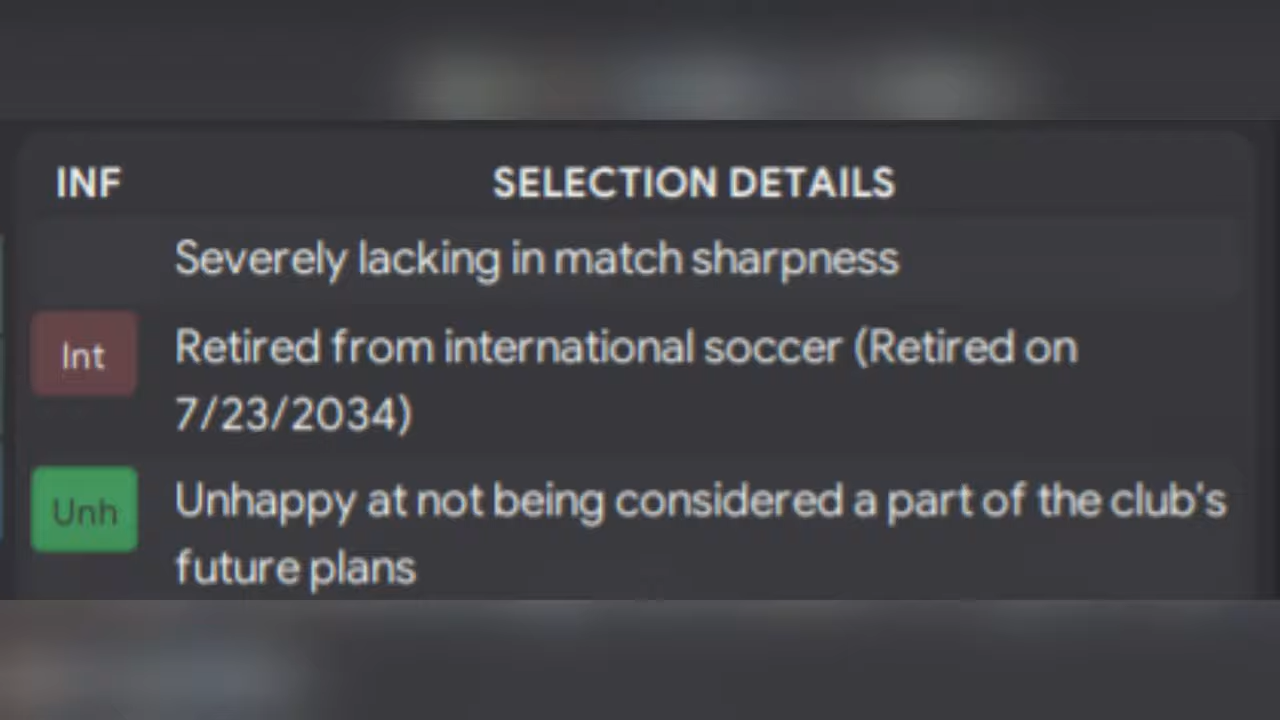 INF SELECTION DETAILS
Severely lacking in match sharpness
Int Retired from international soccer (Retired on
7/23/2034)
Unh Unhappy at not being considered a part of the club's
future plans